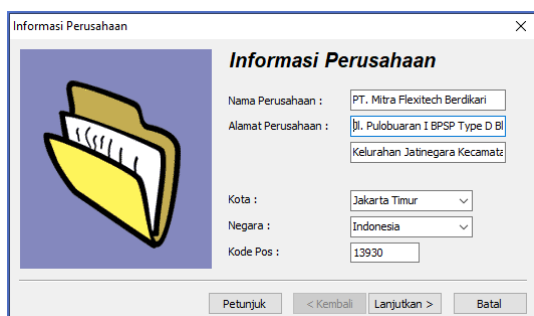 Informasi Perusahaan
Informasi Perusahaan
Nama Perusahaan : PT. Mitra Flexitech Berdikari
Alamat Perusahaan : Jl. Pulobuaran I BPSP Type D Bl
Kelurahan Jatinegara Kecamata
Kota : Jakarta Timur
Negara : Indonesia
Kode Pos : 13930
Petunjuk < Kembali Lanjutkan > Batal